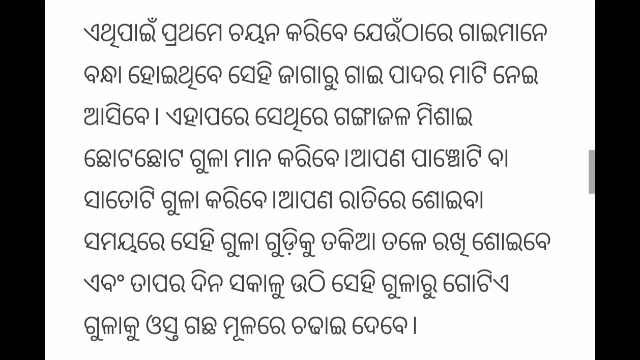 ଏଥିପାଇଁ ପ୍ରଥମେ ଚୟନ କରିବେ ଯେଉଁଠାରେ ଗାଇମାନେ
ବନ୍ଧା ହୋଇଥିବେ ସେହି ଜାଗାରୁ ଗାଇ ପାଦର ମାଟି ନେଇ
ଆସିବେ। ଏହାପରେ ସେଥିରେ ଗଙ୍ଗାଜଳ ମିଶାଇ
ଛୋଟଛୋଟ ଗୁଳା ମାନ କରିବେ।ଆପଣ ପାଞ୍ଚୋଟି ବା
ସାତୋଟି ଗୁଳା କରିବେ।ଆପଣ ରାତିରେ ଶୋଇବା
ସମୟରେ ସେହି ଗୁଳା ଗୁଡ଼ିକୁ ତକିଆ ତଳେ ରଖି ଶୋଇବେ
ଏବଂ ତାପର ଦିନ ସକାଳୁ ଉଠି ସେହି ଗୁଳାରୁ ଗୋଟିଏ
ଗୁଳାକୁ ଓସ୍ତ ଗଛ ମୂଳରେ ଚଢାଇ ଦେବେ।